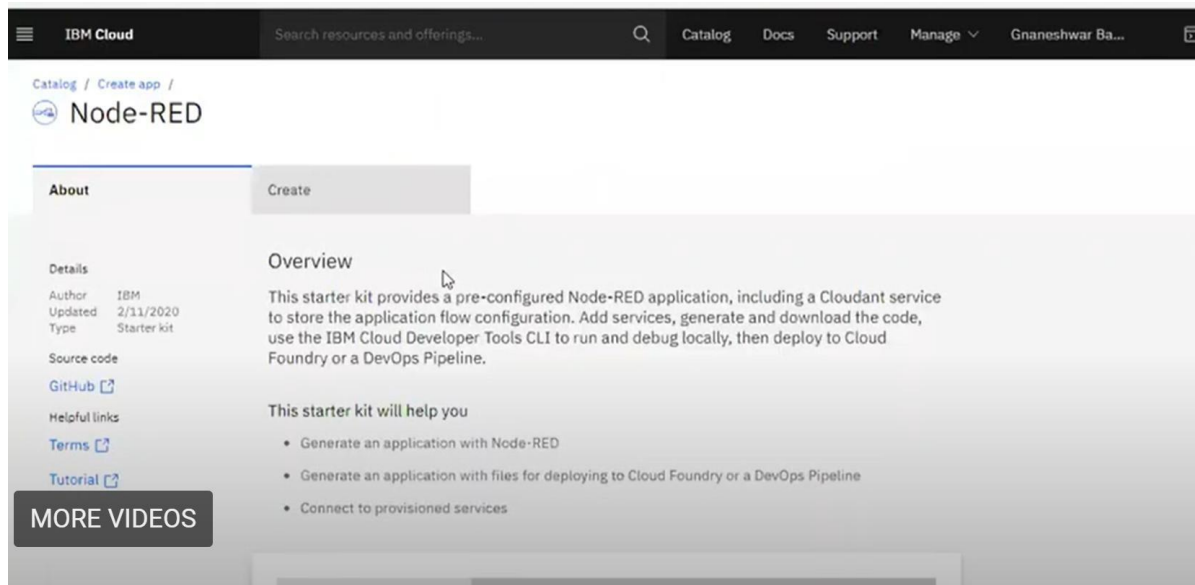 IBM Cloud
Search resources and offerings...
Catalog
Docs
Support
Manage
Gnaneshwar Ba...
Catalog / Create app /
Node-RED
About
Create
Details
Author IBM
Updated 2/11/2020
Type Starter kit
Source code
GitHub
Helpful links
Terms
Tutorial
MORE VIDEOS
Overview
This starter kit provides a pre-configured Node-RED application, including a Cloudant service
to store the application flow configuration. Add services, generate and download the code,
use the IBM Cloud Developer Tools CLI to run and debug locally, then deploy to Cloud
Foundry or a DevOps Pipeline.
This starter kit will help you
• Generate an application with Node-RED
• Generate an application with files for deploying to Cloud Foundry or a DevOps Pipeline
• Connect to provisioned services